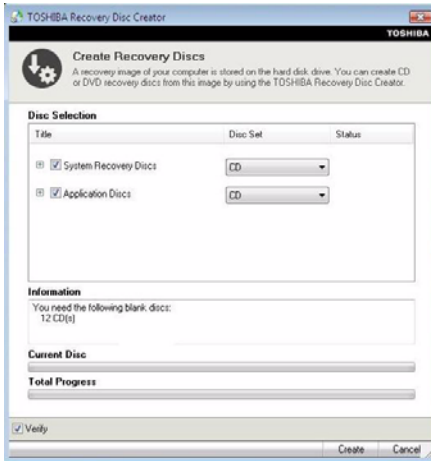 TOSHIBA Recovery Disc Creator
TOSHIBA
Create Recovery Discs
A recovery image of your computer is stored on the hard disk drive. You can create CD
or DVD recovery discs from this image by using the TOSHIBA Recovery Disc Creator.
Disc Selection
Title Disc Set Status
System Recovery Discs CD
Application Discs CD
Information
You need the following blank discs:
12 CD(s)
Current Disc
Total Progress
Verify
Create Cancel